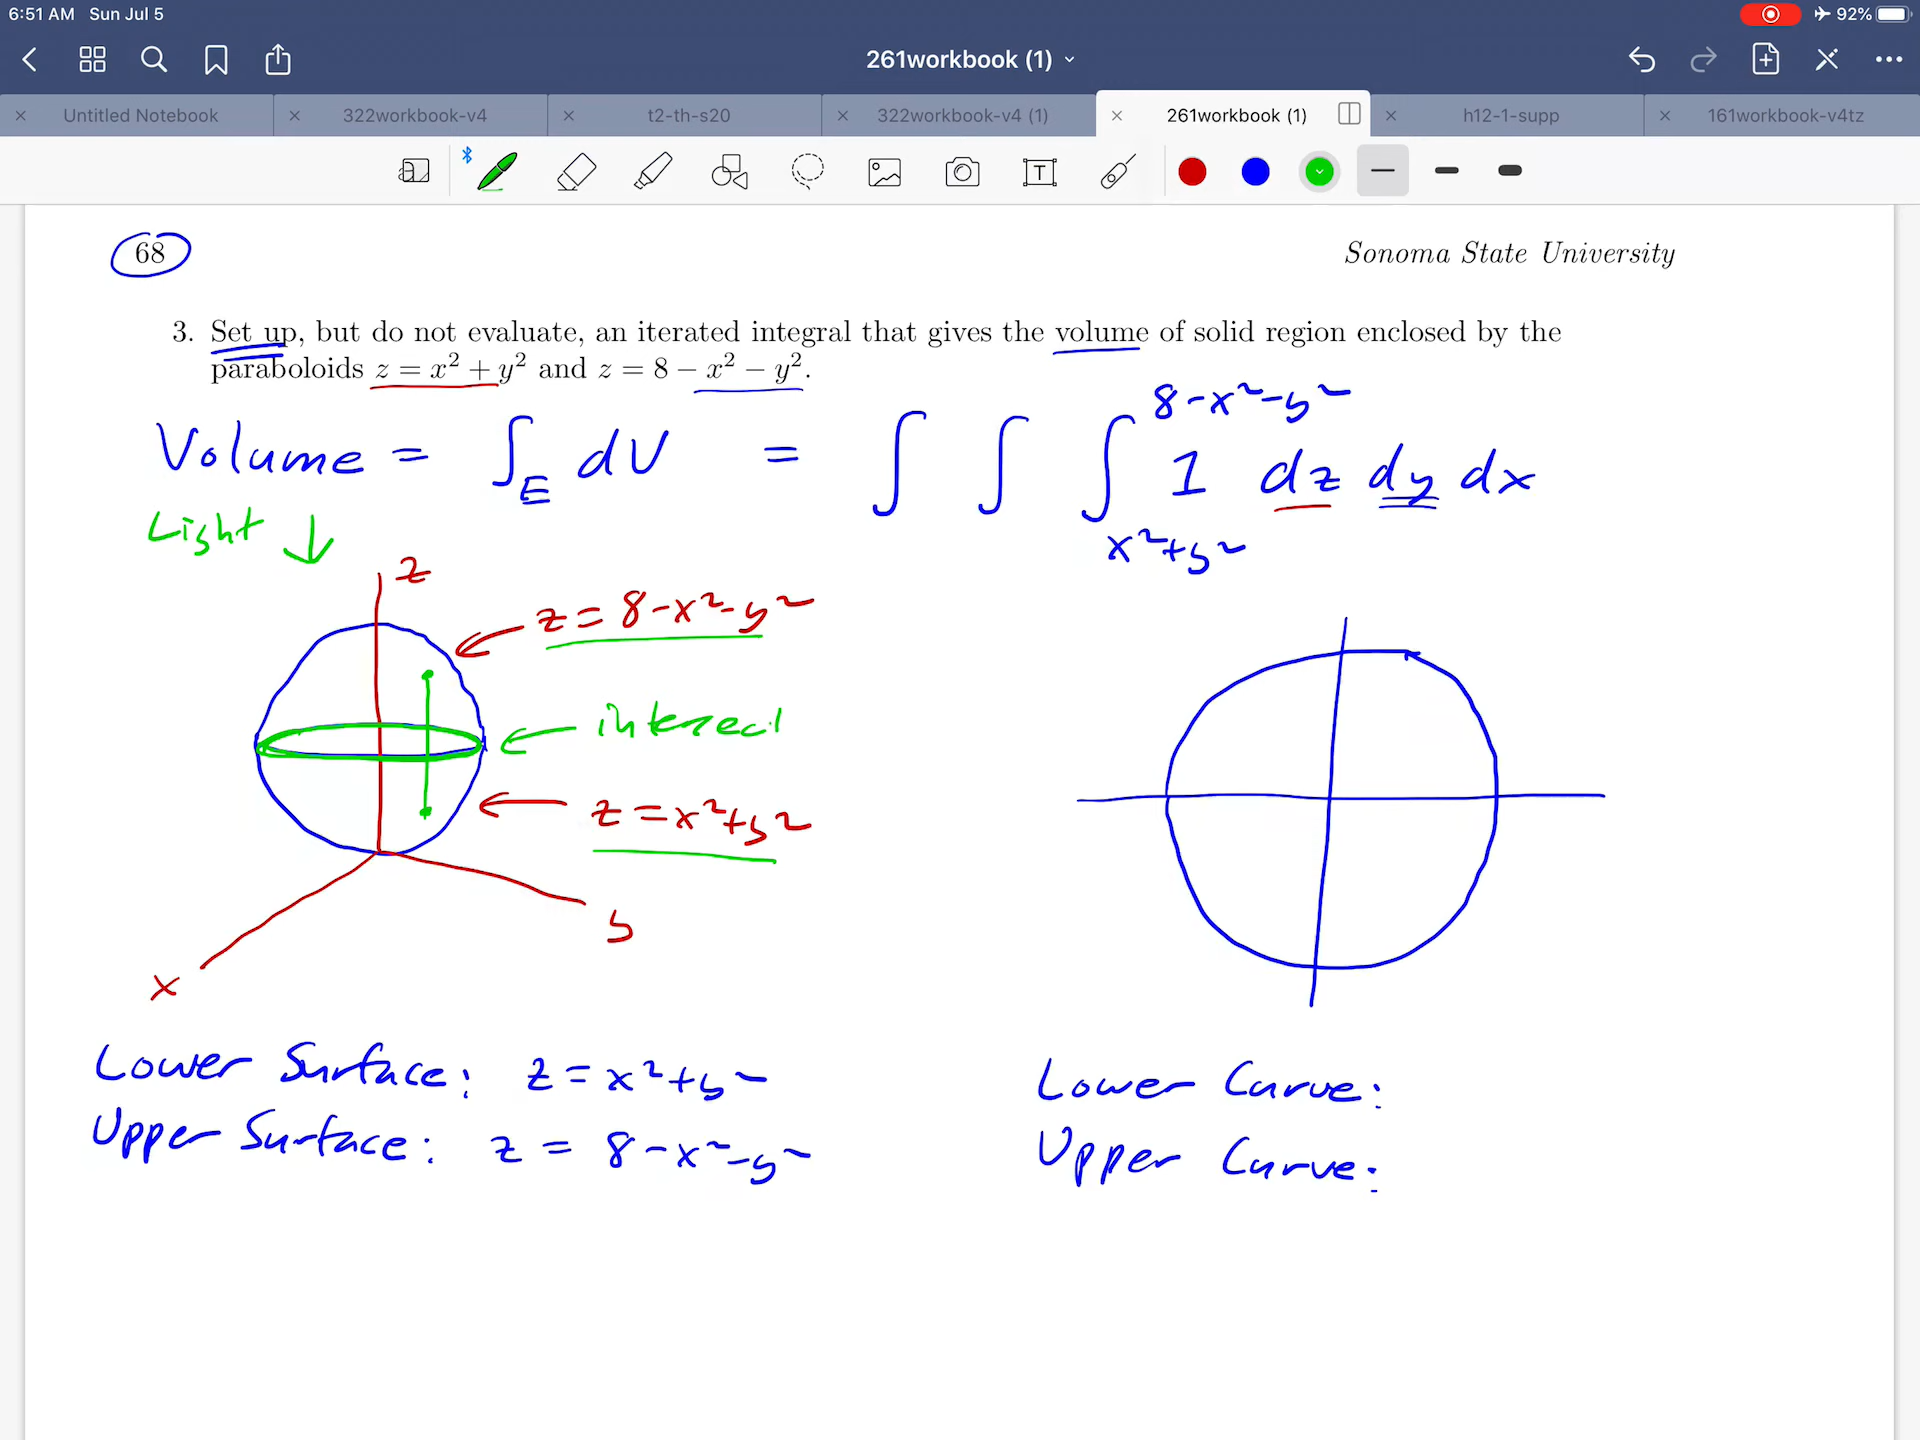 6:51 AM Sun Jul 5
92%
261workbook (1)
Untitled Notebook
322workbook-v4
t2-th-s20
322workbook-v4 (1)
261workbook (1)
h12-1-supp
161workbook-v4tz
68
Sonoma State University
3. Set up, but do not evaluate, an iterated integral that gives the volume of solid region enclosed by the
paraboloids z = x² + y² and z = 8 − x² − y².
Volume = ∫_E dV = ∫ ∫ ∫_{x²+y²}^{8-x²-y²} 1 dz dy dx
Light ↓
z
z = 8-x²-y²
intersect
z = x²+y²
y
x
Lower Surface: z = x²+y²
Upper Surface: z = 8-x²-y²
Lower Curve:
Upper Curve: